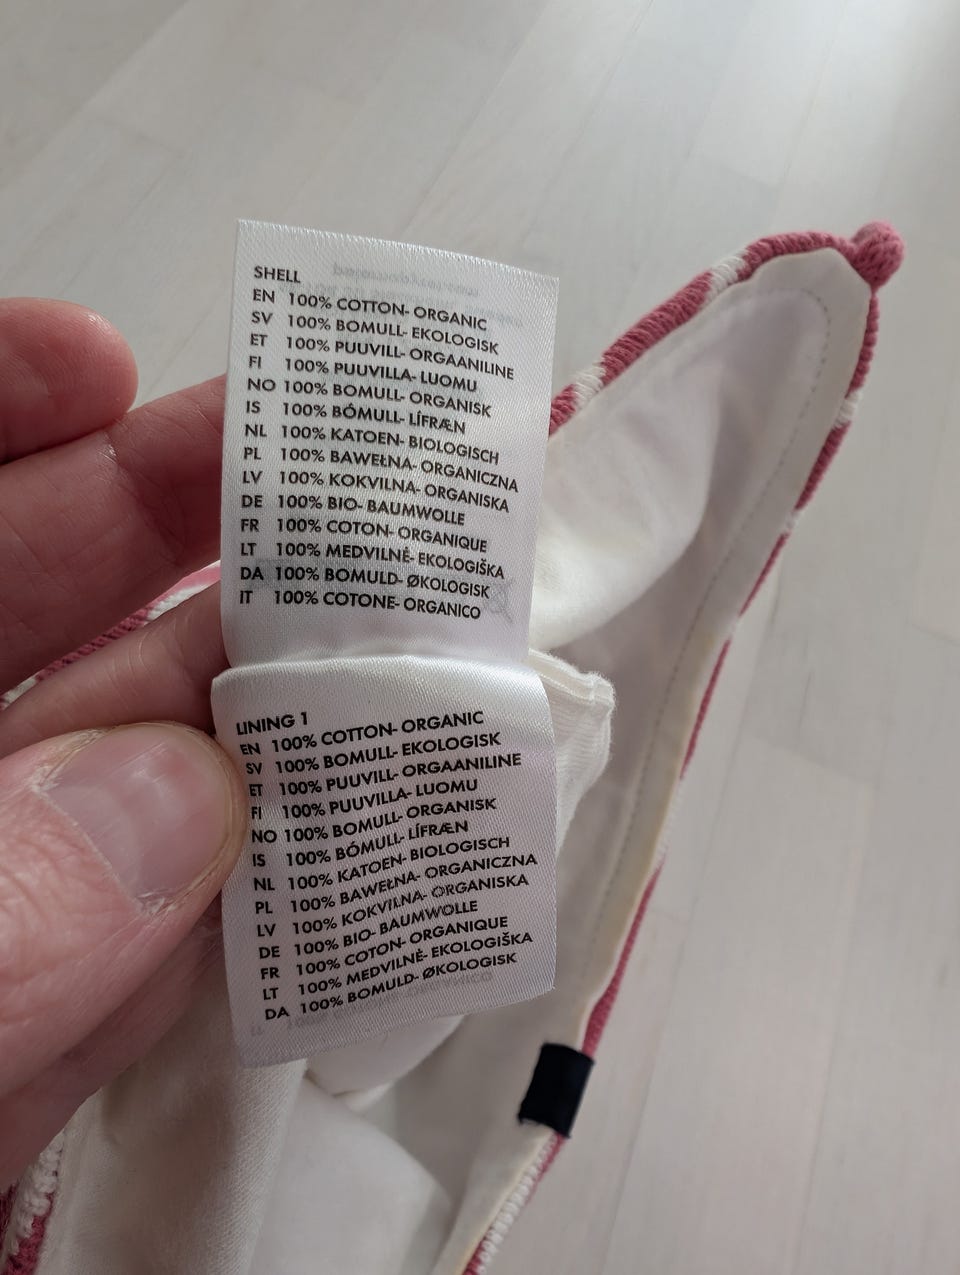 SHELL
EN 100% COTTON- ORGANIC
SV 100% BOMULL- EKOLOGISK
ET 100% PUUVILL- ORGAANILINE
FI 100% PUUVILLA- LUOMU
NO 100% BOMULL- ORGANISK
IS 100% BÓMULL- LÍFRÆN
NL 100% KATOEN- BIOLOGISCH
PL 100% BAWEŁNA- ORGANICZNA
LV 100% KOKVILNA- ORGANISKA
DE 100% BIO- BAUMWOLLE
FR 100% COTON- ORGANIQUE
LT 100% MEDVILNĖ- EKOLOGIŠKA
DA 100% BOMULD- ØKOLOGISK
IT 100% COTONE- ORGANICO
LINING 1
EN 100% COTTON- ORGANIC
SV 100% BOMULL- EKOLOGISK
ET 100% PUUVILL- ORGAANILINE
FI 100% PUUVILLA- LUOMU
NO 100% BOMULL- ORGANISK
IS 100% BÓMULL- LÍFRÆN
NL 100% KATOEN- BIOLOGISCH
PL 100% BAWEŁNA- ORGANICZNA
LV 100% KOKVILNA- ORGANISKA
DE 100% BIO- BAUMWOLLE
FR 100% COTON- ORGANIQUE
LT 100% MEDVILNĖ- EKOLOGIŠKA
DA 100% BOMULD- ØKOLOGISK